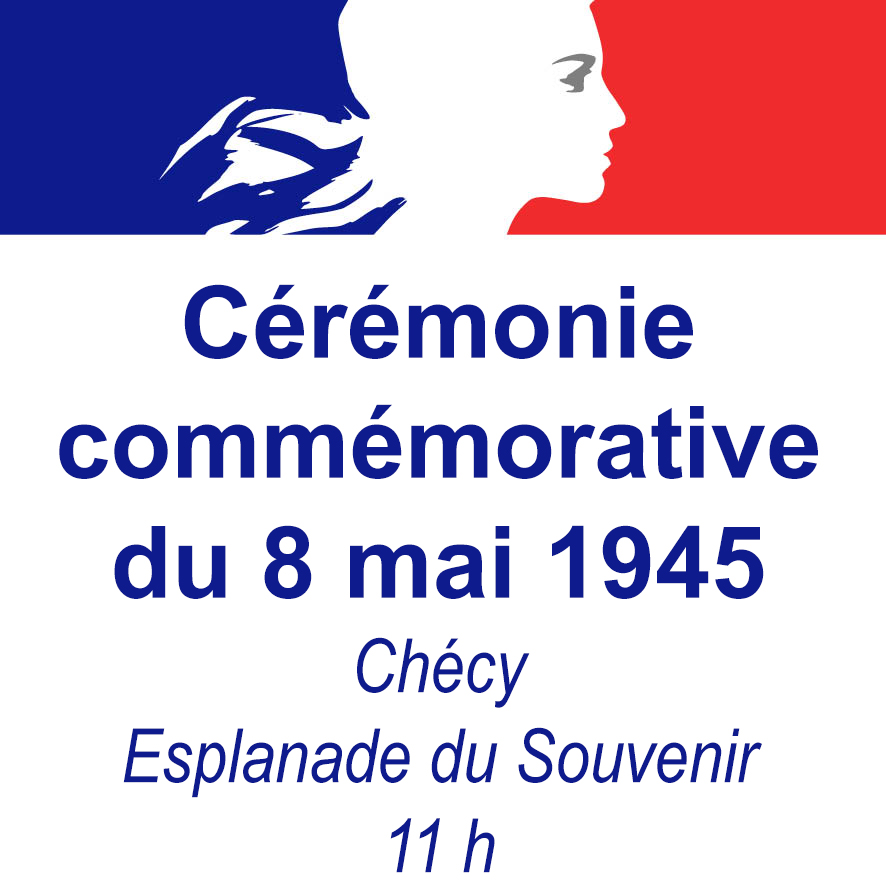 Cérémonie
commémorative
du 8 mai 1945
Chécy
Esplanade du Souvenir
11 h